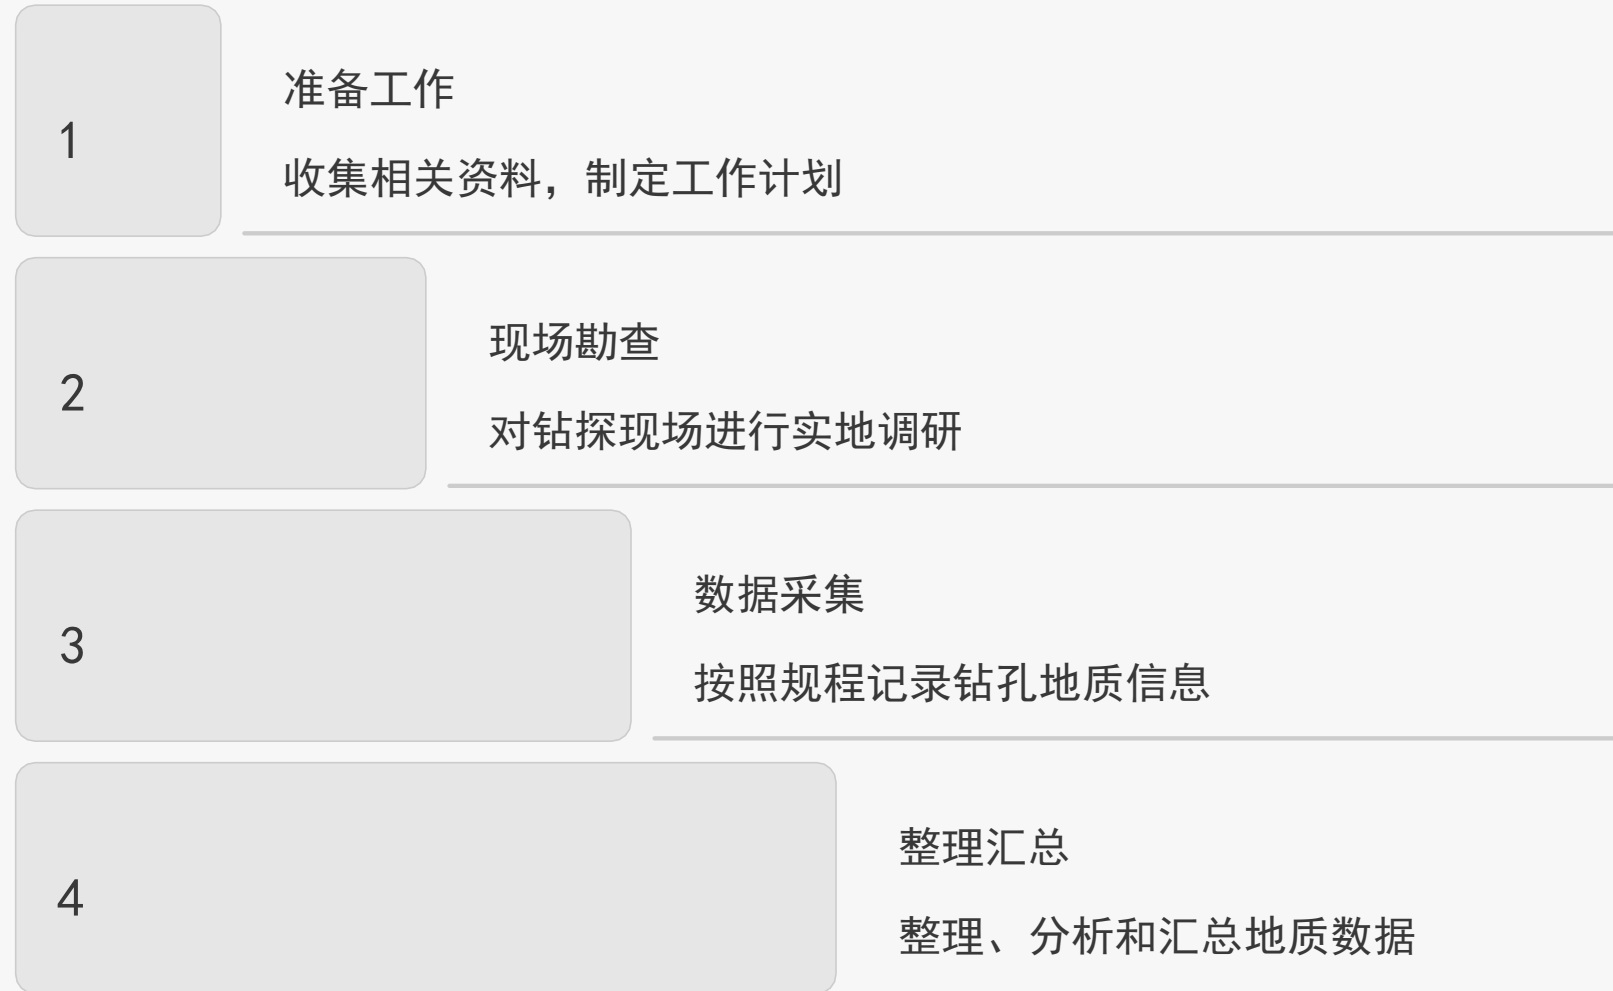 1
准备工作
收集相关资料，制定工作计划
2
现场勘查
对钻探现场进行实地调研
3
数据采集
按照规程记录钻孔地质信息
4
整理汇总
整理、分析和汇总地质数据